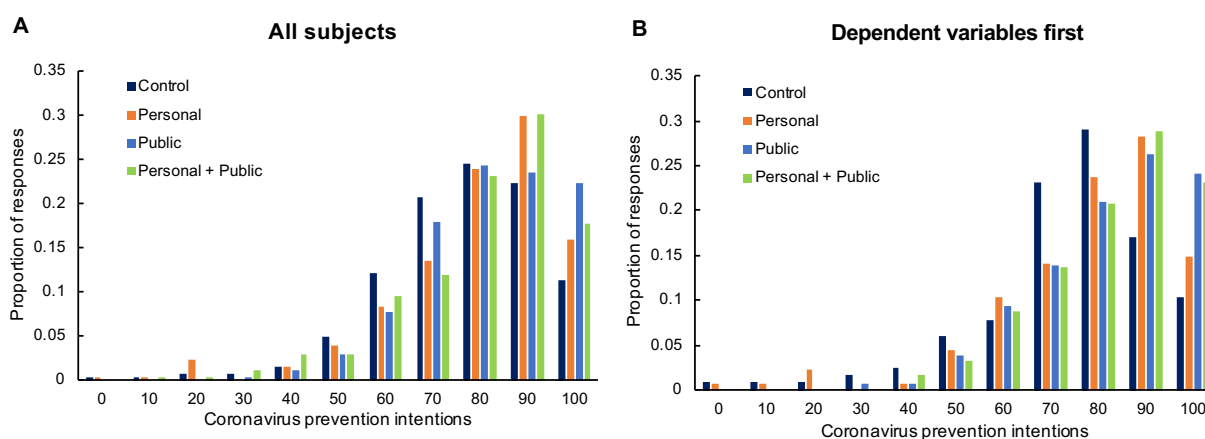 A
All subjects
Proportion of responses
0.35
0.3
0.25
0.2
0.15
0.1
0.05
0
Control
Personal
Public
Personal + Public
0 10 20 30 40 50 60 70 80 90 100
Coronavirus prevention intentions
B
Dependent variables first
Proportion of responses
0.35
0.3
0.25
0.2
0.15
0.1
0.05
0
Control
Personal
Public
Personal + Public
0 10 20 30 40 50 60 70 80 90 100
Coronavirus prevention intentions